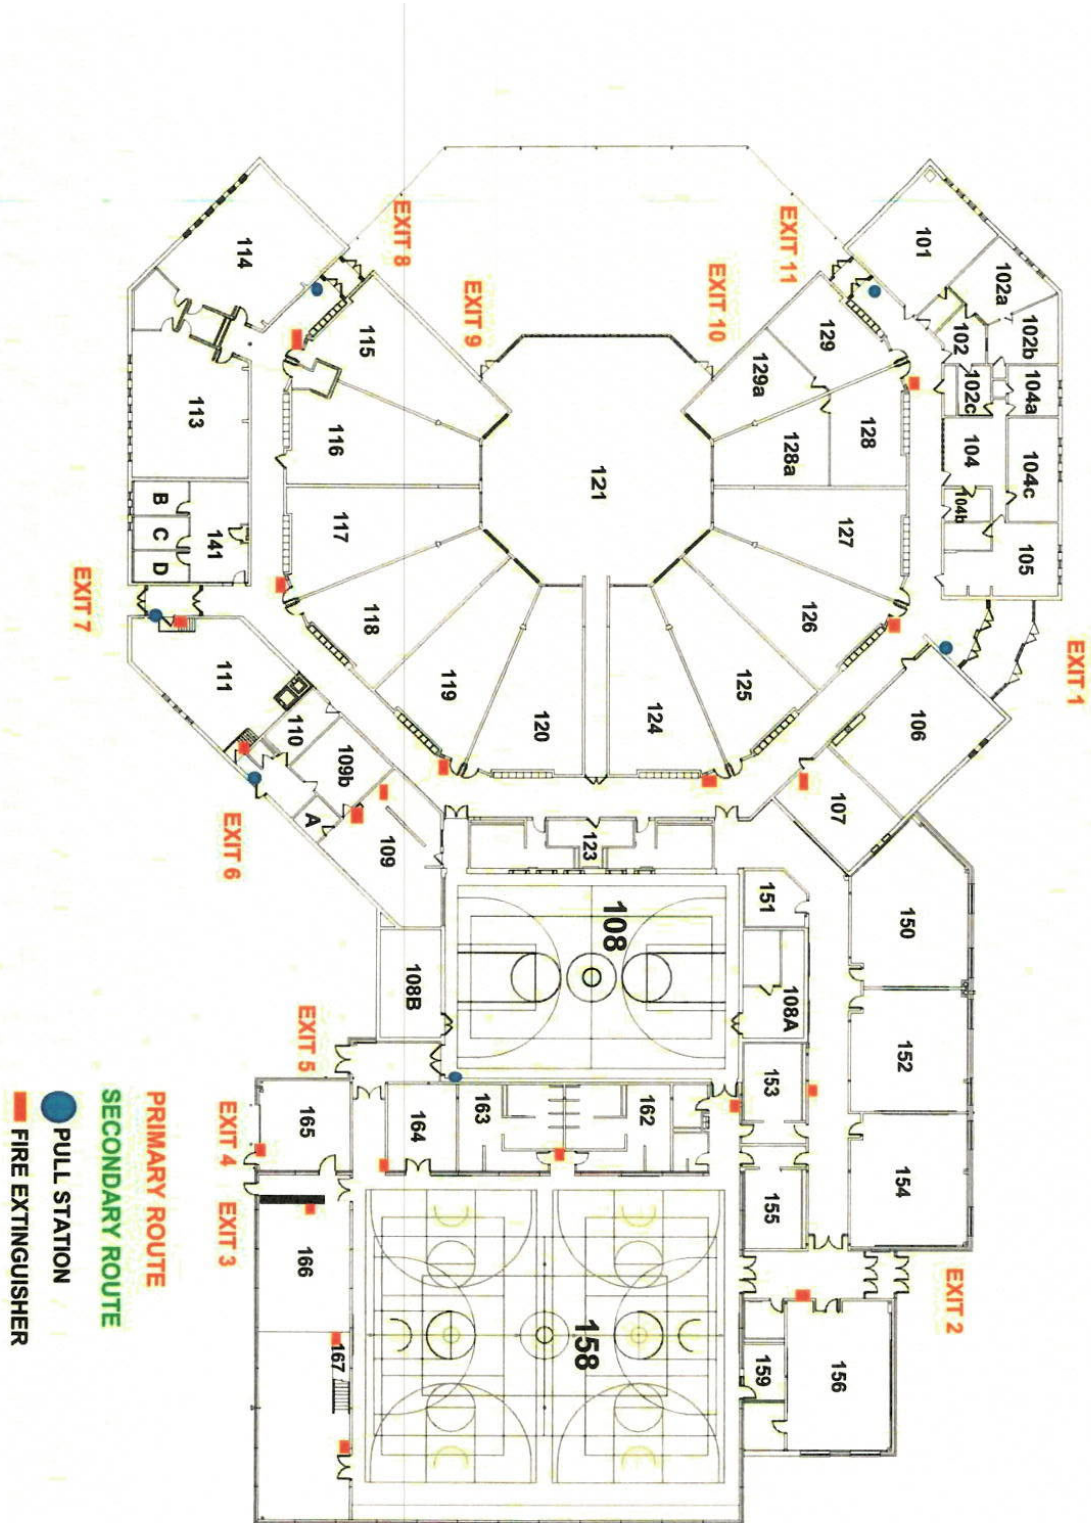 EXIT 1
102b
104a
104c
105
102a
EXIT 2
101
102
102c
104
104b
106
150
152
154
129
128
127
126
107
156
EXIT 11
129a
128a
125
151
108A
153
155
159
EXIT 10
124
121
123
108
162
158
EXIT 9
120
119
163
EXIT 8
115
116
117
118
109
108B
164
109b
A
110
165
166
167
EXIT 5
114
113
141
111
EXIT 6
EXIT 4
EXIT 3
B
C
D
EXIT 7
PRIMARY ROUTE
SECONDARY ROUTE
PULL STATION
FIRE EXTINGUISHER